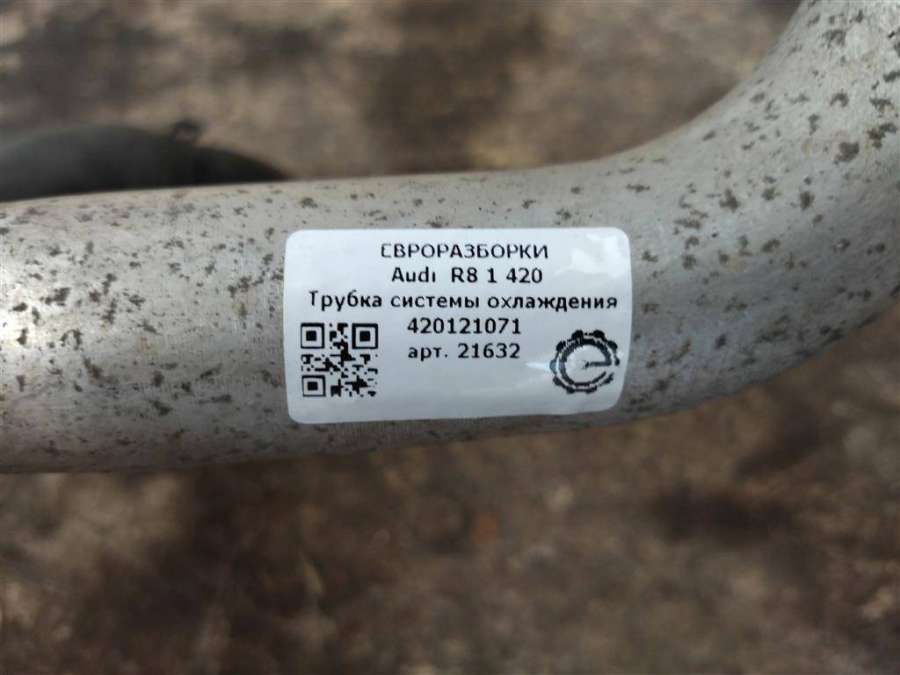 ЕВРОРАЗБОРКИ
Audi R8 1 420
Трубка системы охлаждения
420121071
арт. 21632